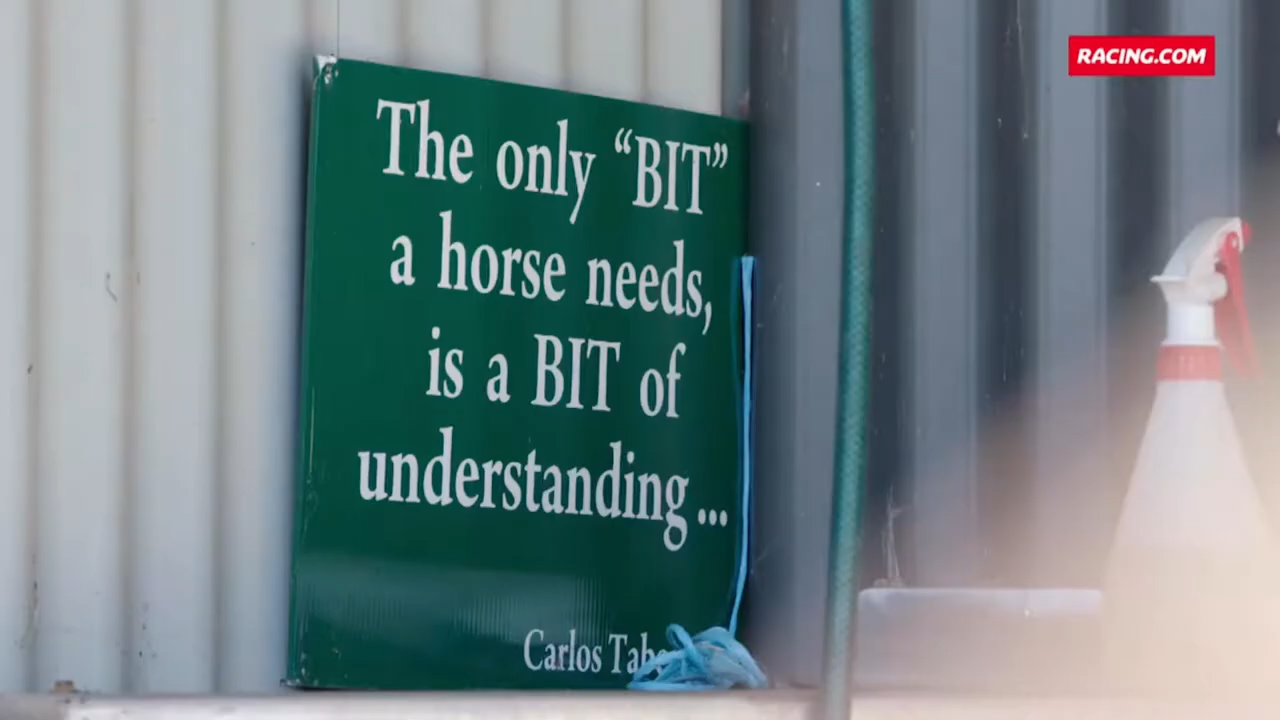 RACING.COM
The only “BIT”
a horse needs,
is a BIT of
understanding...
Carlos